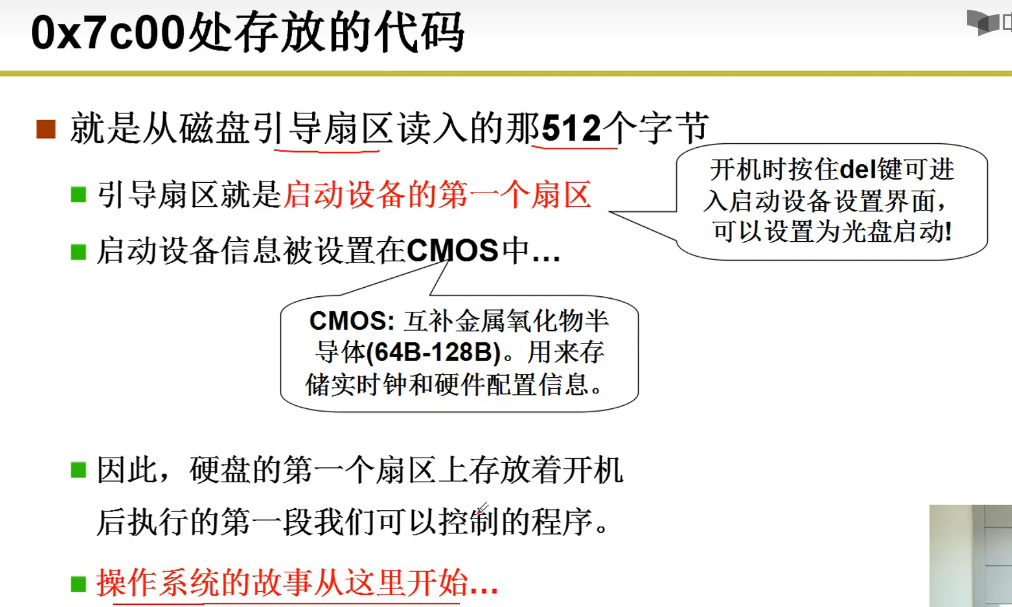 0x7c00处存放的代码
就是从磁盘引导扇区读入的那512个字节
开机时按住del键可进
入启动设备设置界面，
可以设置为光盘启动!
引导扇区就是启动设备的第一个扇区
启动设备信息被设置在CMOS中...
CMOS: 互补金属氧化物半
导体(64B-128B)。用来存
储实时钟和硬件配置信息。
因此，硬盘的第一个扇区上存放着开机
后执行的第一段我们可以控制的程序。
操作系统的故事从这里开始...